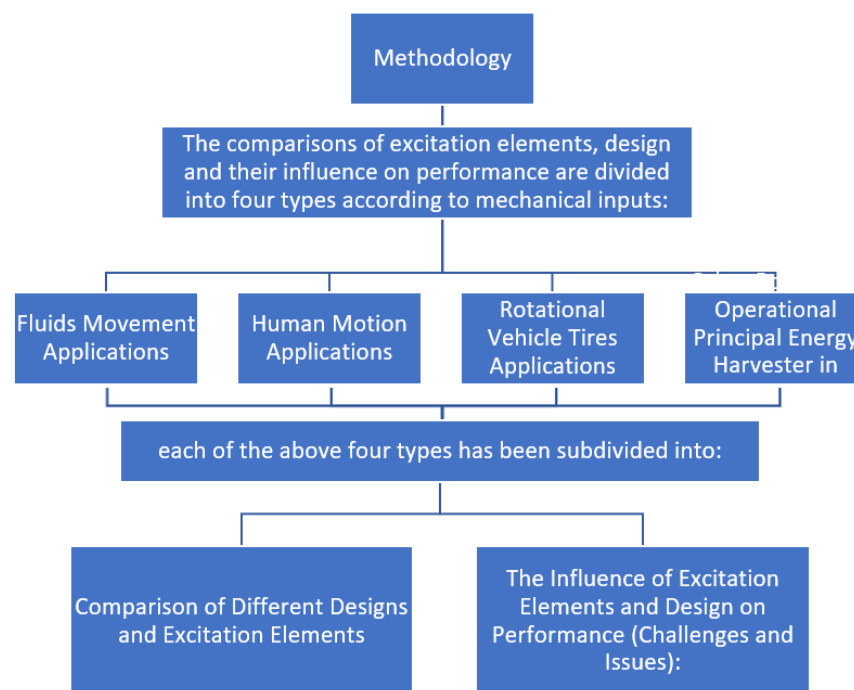 Methodology
The comparisons of excitation elements, design
and their influence on performance are divided
into four types according to mechanical inputs:
Fluids Movement
Applications
Human Motion
Applications
Rotational
Vehicle Tires
Applications
Operational
Principal Energy
Harvester in
each of the above four types has been subdivided into:
Comparison of Different Designs
and Excitation Elements
The Influence of Excitation
Elements and Design on
Performance (Challenges and
Issues):